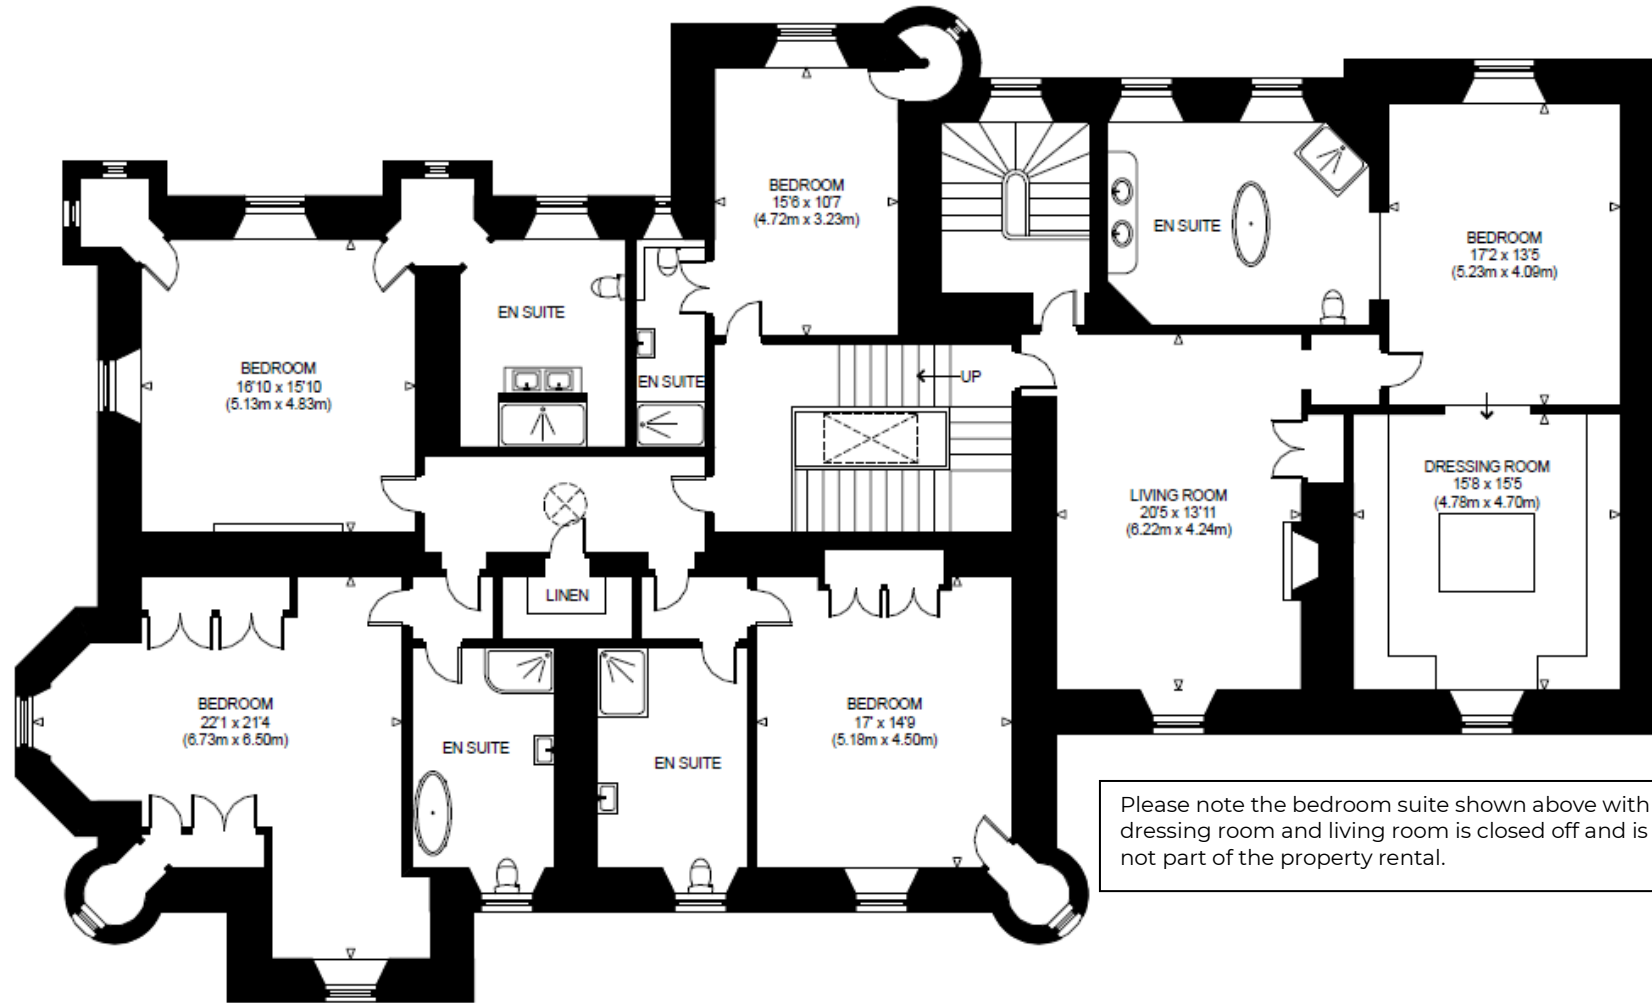 BEDROOM
15'6 x 10'7
(4.72m x 3.23m)
EN SUITE
BEDROOM
17'2 x 13'5
(5.23m x 4.09m)
EN SUITE
BEDROOM
16'10 x 15'10
(5.13m x 4.83m)
EN SUITE
UP
DRESSING ROOM
15'8 x 15'5
(4.78m x 4.70m)
LIVING ROOM
20'5 x 13'11
(6.22m x 4.24m)
LINEN
BEDROOM
22'1 x 21'4
(6.73m x 6.50m)
EN SUITE
EN SUITE
BEDROOM
17' x 14'9
(5.18m x 4.50m)
Please note the bedroom suite shown above with
dressing room and living room is closed off and is
not part of the property rental.